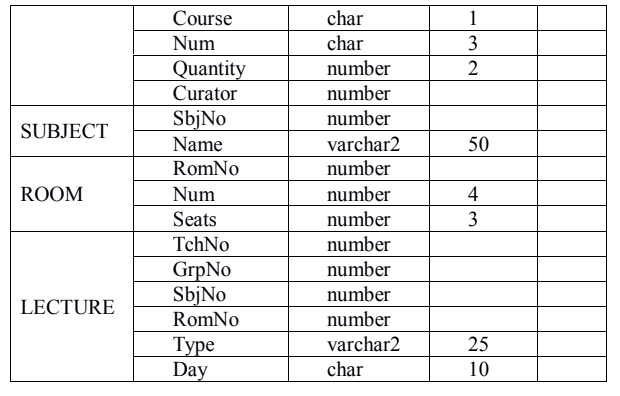 Course char 1
Num char 3
Quantity number 2
Curator number
SUBJECT SbjNo number
Name varchar2 50
ROOM RomNo number
Num number 4
Seats number 3
LECTURE TchNo number
GrpNo number
SbjNo number
RomNo number
Type varchar2 25
Day char 10